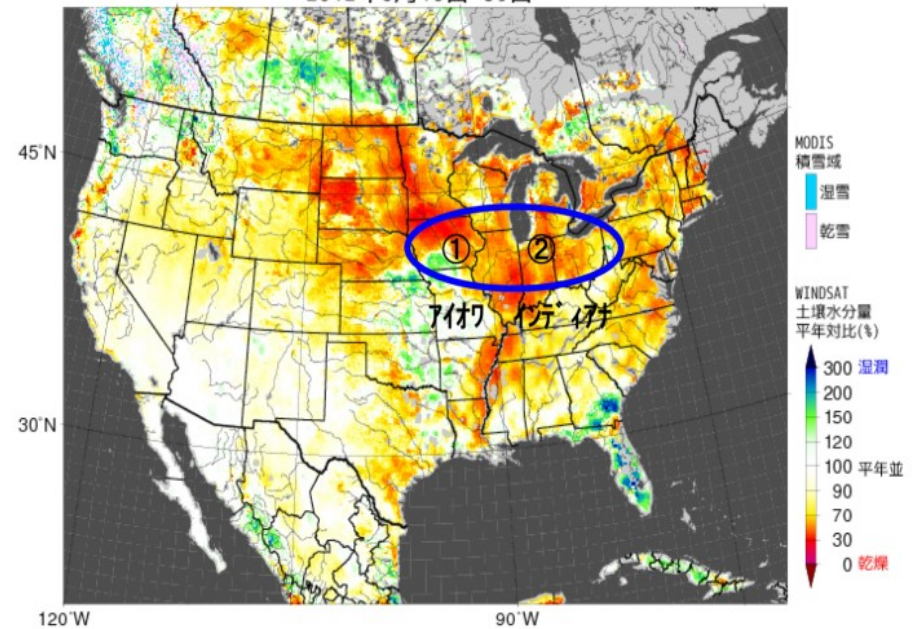 45°N
30°N
120°W
90°W
①
②
アイオワ
インディアナ
MODIS
積雪域
湿雪
乾雪
WINDSAT
土壌水分量
平年対比(%)
300 湿潤
200
150
120
100 平年並
90
70
30
0 乾燥